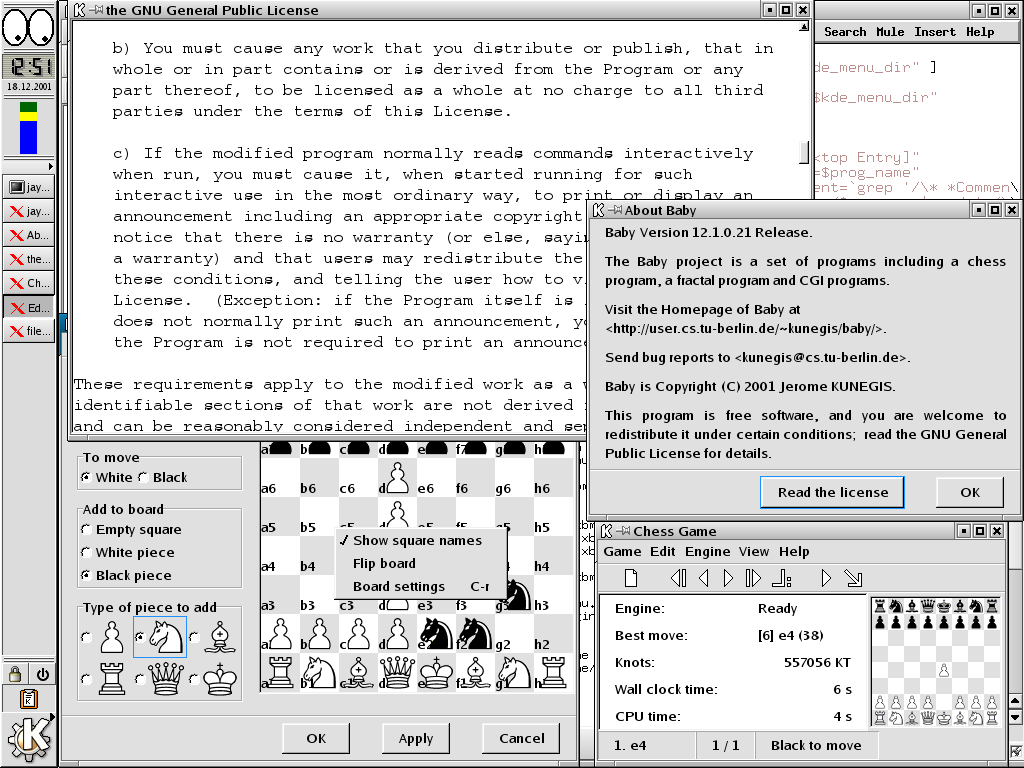 2:51
18.12.2001
jay...
jay...
Ab...
the...
Ch...
Ed...
file...
the GNU General Public License
b) You must cause any work that you distribute or publish, that in
whole or in part contains or is derived from the Program or any
part thereof, to be licensed as a whole at no charge to all third
parties under the terms of this License.
c) If the modified program normally reads commands interactively
when run, you must cause it, when started running for such
interactive use in the most ordinary way, to print or display an
announcement including an appropriate copyright
notice that there is no warranty (or else, sayin
a warranty) and that users may redistribute the
these conditions, and telling the user how to v
License. (Exception: if the Program itself is
does not normally print such an announcement, yo
the Program is not required to print an announce
These requirements apply to the modified work as a w
identifiable sections of that work are not derived
and can be reasonably considered independent and sep
Search Mule Insert Help
de_menu_dir" ]
$kde_menu_dir"
ktop Entry]"
=$prog_name"
ent=`grep '/\* *Commen\
About Baby
Baby Version 12.1.0.21 Release.
The Baby project is a set of programs including a chess
program, a fractal program and CGI programs.
Visit the Homepage of Baby at
<http://user.cs.tu-berlin.de/~kunegis/baby/>.
Send bug reports to <kunegis@cs.tu-berlin.de>.
Baby is Copyright (C) 2001 Jerome KUNEGIS.
This program is free software, and you are welcome to
redistribute it under certain conditions; read the GNU General
Public License for details.
Read the license
OK
To move
White Black
Add to board
Empty square
White piece
Black piece
Type of piece to add
a6 b6 c6 d e6 f6 g6 h6
a5 b5 c5 d e5 f5 g5 h5
a4 b4 h4
a3 b3 c3 d e3 f3 g3 h3
g2 h2
Show square names
Flip board
Board settings C-r
OK
Apply
Cancel
Chess Game
Game Edit Engine View Help
Engine: Ready
Best move: [6] e4 (38)
Knots: 557056 KT
Wall clock time: 6 s
CPU time: 4 s
1. e4
1 / 1
Black to move